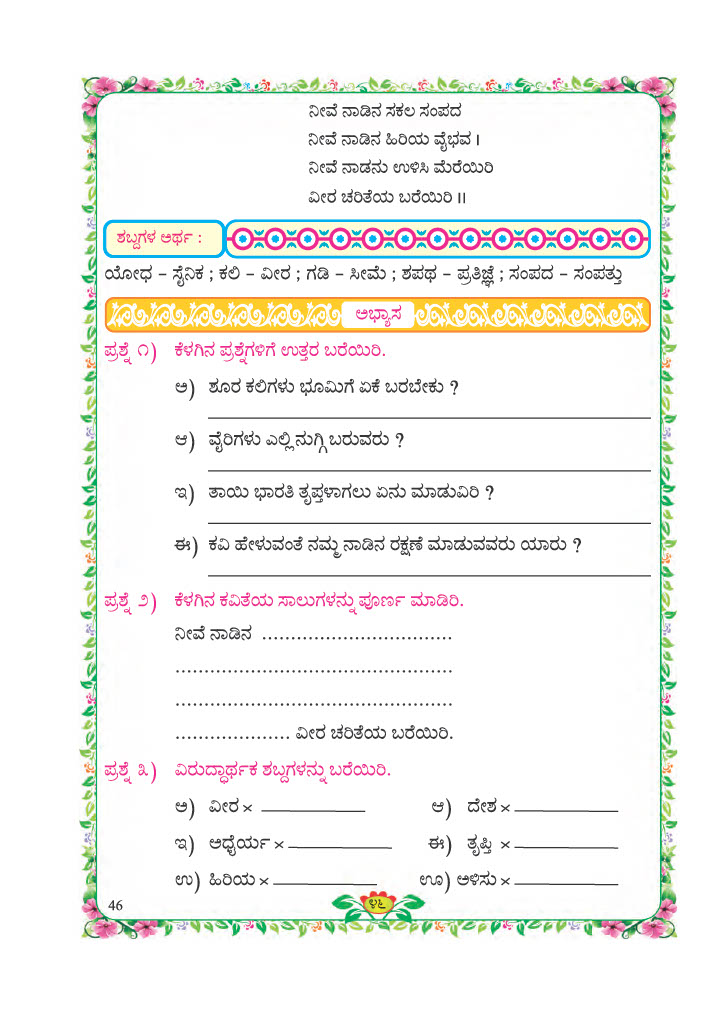 ನೀವೆ ನಾಡಿನ ಸಕಲ ಸಂಪದ
ನೀವೆ ನಾಡಿನ ಹಿರಿಯ ವೈಭವ ।
ನೀವೆ ನಾಡನು ಉಳಿಸಿ ಮೆರೆಯಿರಿ
ವೀರ ಚರಿತೆಯ ಬರೆಯಿರಿ ॥
ಶಬ್ದಗಳ ಅರ್ಥ :
ಯೋಧ – ಸೈನಿಕ ; ಕಲಿ – ವೀರ ; ಗಡಿ – ಸೀಮೆ ; ಶಪಥ – ಪ್ರತಿಜ್ಞೆ ; ಸಂಪದ – ಸಂಪತ್ತು
ಅಭ್ಯಾಸ
ಪ್ರಶ್ನೆ ೧) ಕೆಳಗಿನ ಪ್ರಶ್ನೆಗಳಿಗೆ ಉತ್ತರ ಬರೆಯಿರಿ.
ಅ) ಶೂರ ಕಲಿಗಳು ಭೂಮಿಗೆ ಏಕೆ ಬರಬೇಕು ?
ಆ) ವೈರಿಗಳು ಎಲ್ಲಿ ನುಗ್ಗಿ ಬರುವರು ?
ಇ) ತಾಯಿ ಭಾರತಿ ತೃಪ್ತಳಾಗಲು ಏನು ಮಾಡುವಿರಿ ?
ಈ) ಕವಿ ಹೇಳುವಂತೆ ನಮ್ಮ ನಾಡಿನ ರಕ್ಷಣೆ ಮಾಡುವವರು ಯಾರು ?
ಪ್ರಶ್ನೆ ೨) ಕೆಳಗಿನ ಕವಿತೆಯ ಸಾಲುಗಳನ್ನು ಪೂರ್ಣ ಮಾಡಿರಿ.
ನೀವೆ ನಾಡಿನ .................................
................................................
................................................
.................... ವೀರ ಚರಿತೆಯ ಬರೆಯಿರಿ.
ಪ್ರಶ್ನೆ ೩) ವಿರುದ್ಧಾರ್ಥಕ ಶಬ್ದಗಳನ್ನು ಬರೆಯಿರಿ.
ಅ) ವೀರ × ____________ ಆ) ದೇಶ × ____________
ಇ) ಅಧೈರ್ಯ × ____________ ಈ) ತೃಪ್ತಿ × ____________
ಉ) ಹಿರಿಯ × ____________ ಊ) ಅಳಿಸು × ____________
46 ೪೬